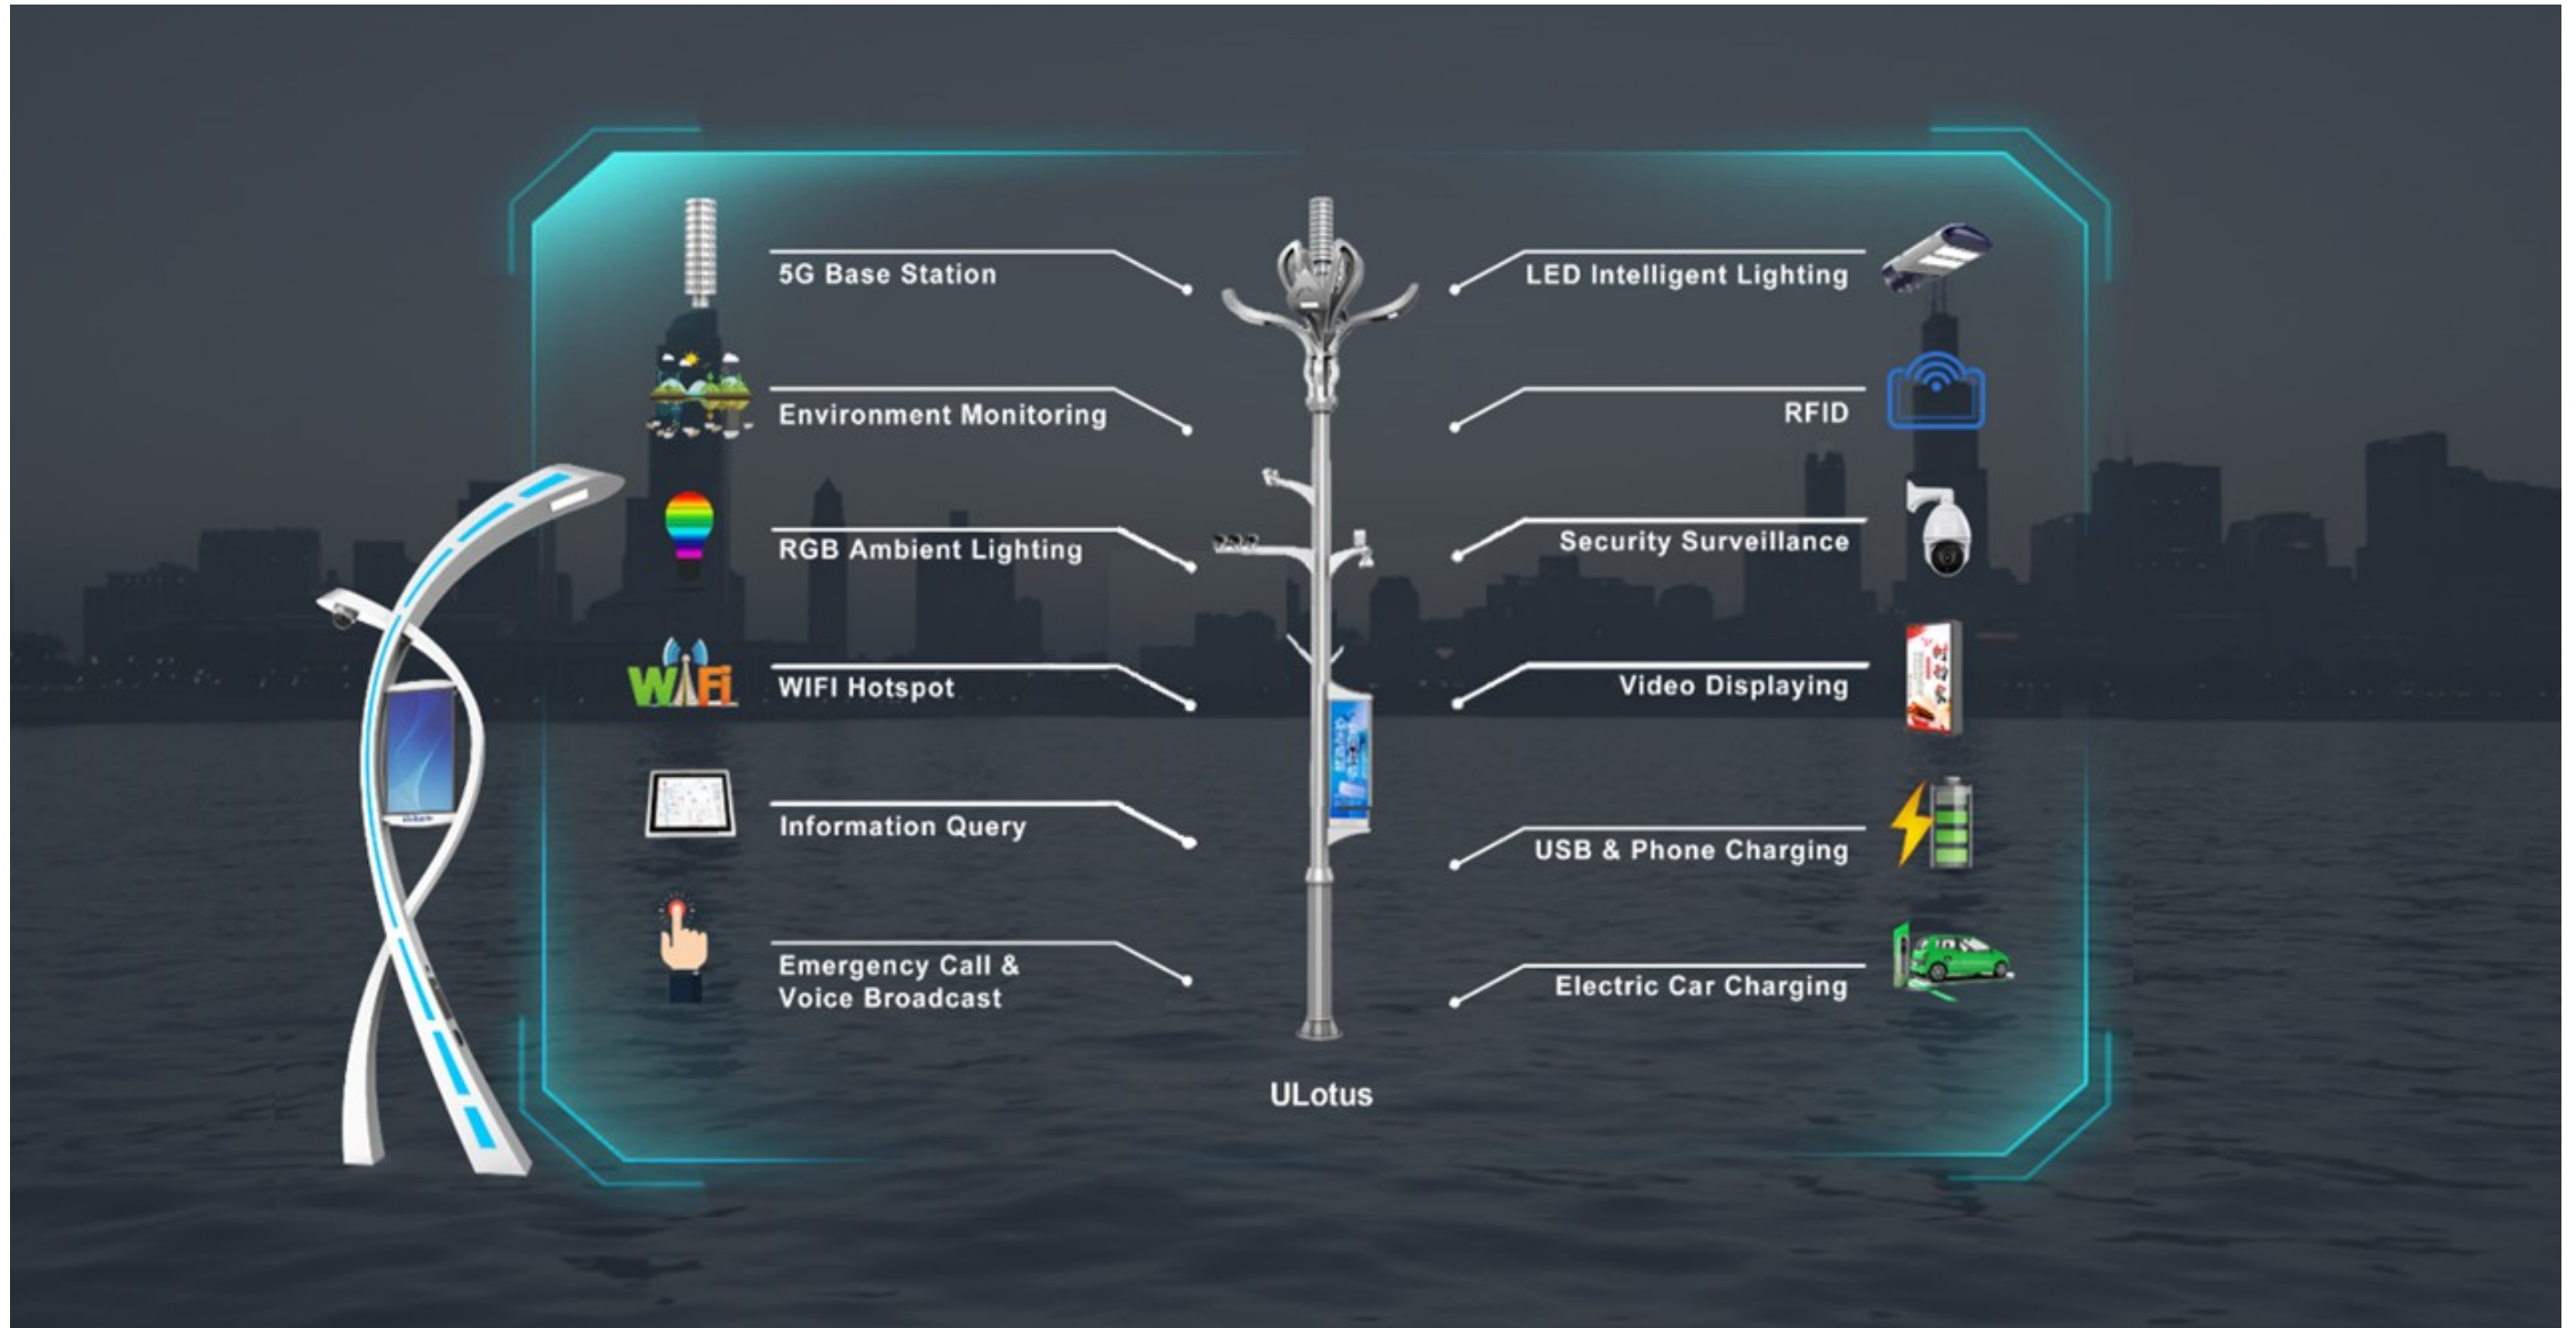 5G Base Station
LED Intelligent Lighting
Environment Monitoring
RFID
RGB Ambient Lighting
Security Surveillance
WiFi
WIFI Hotspot
Video Displaying
Information Query
USB & Phone Charging
Emergency Call &
Voice Broadcast
Electric Car Charging
ULotus